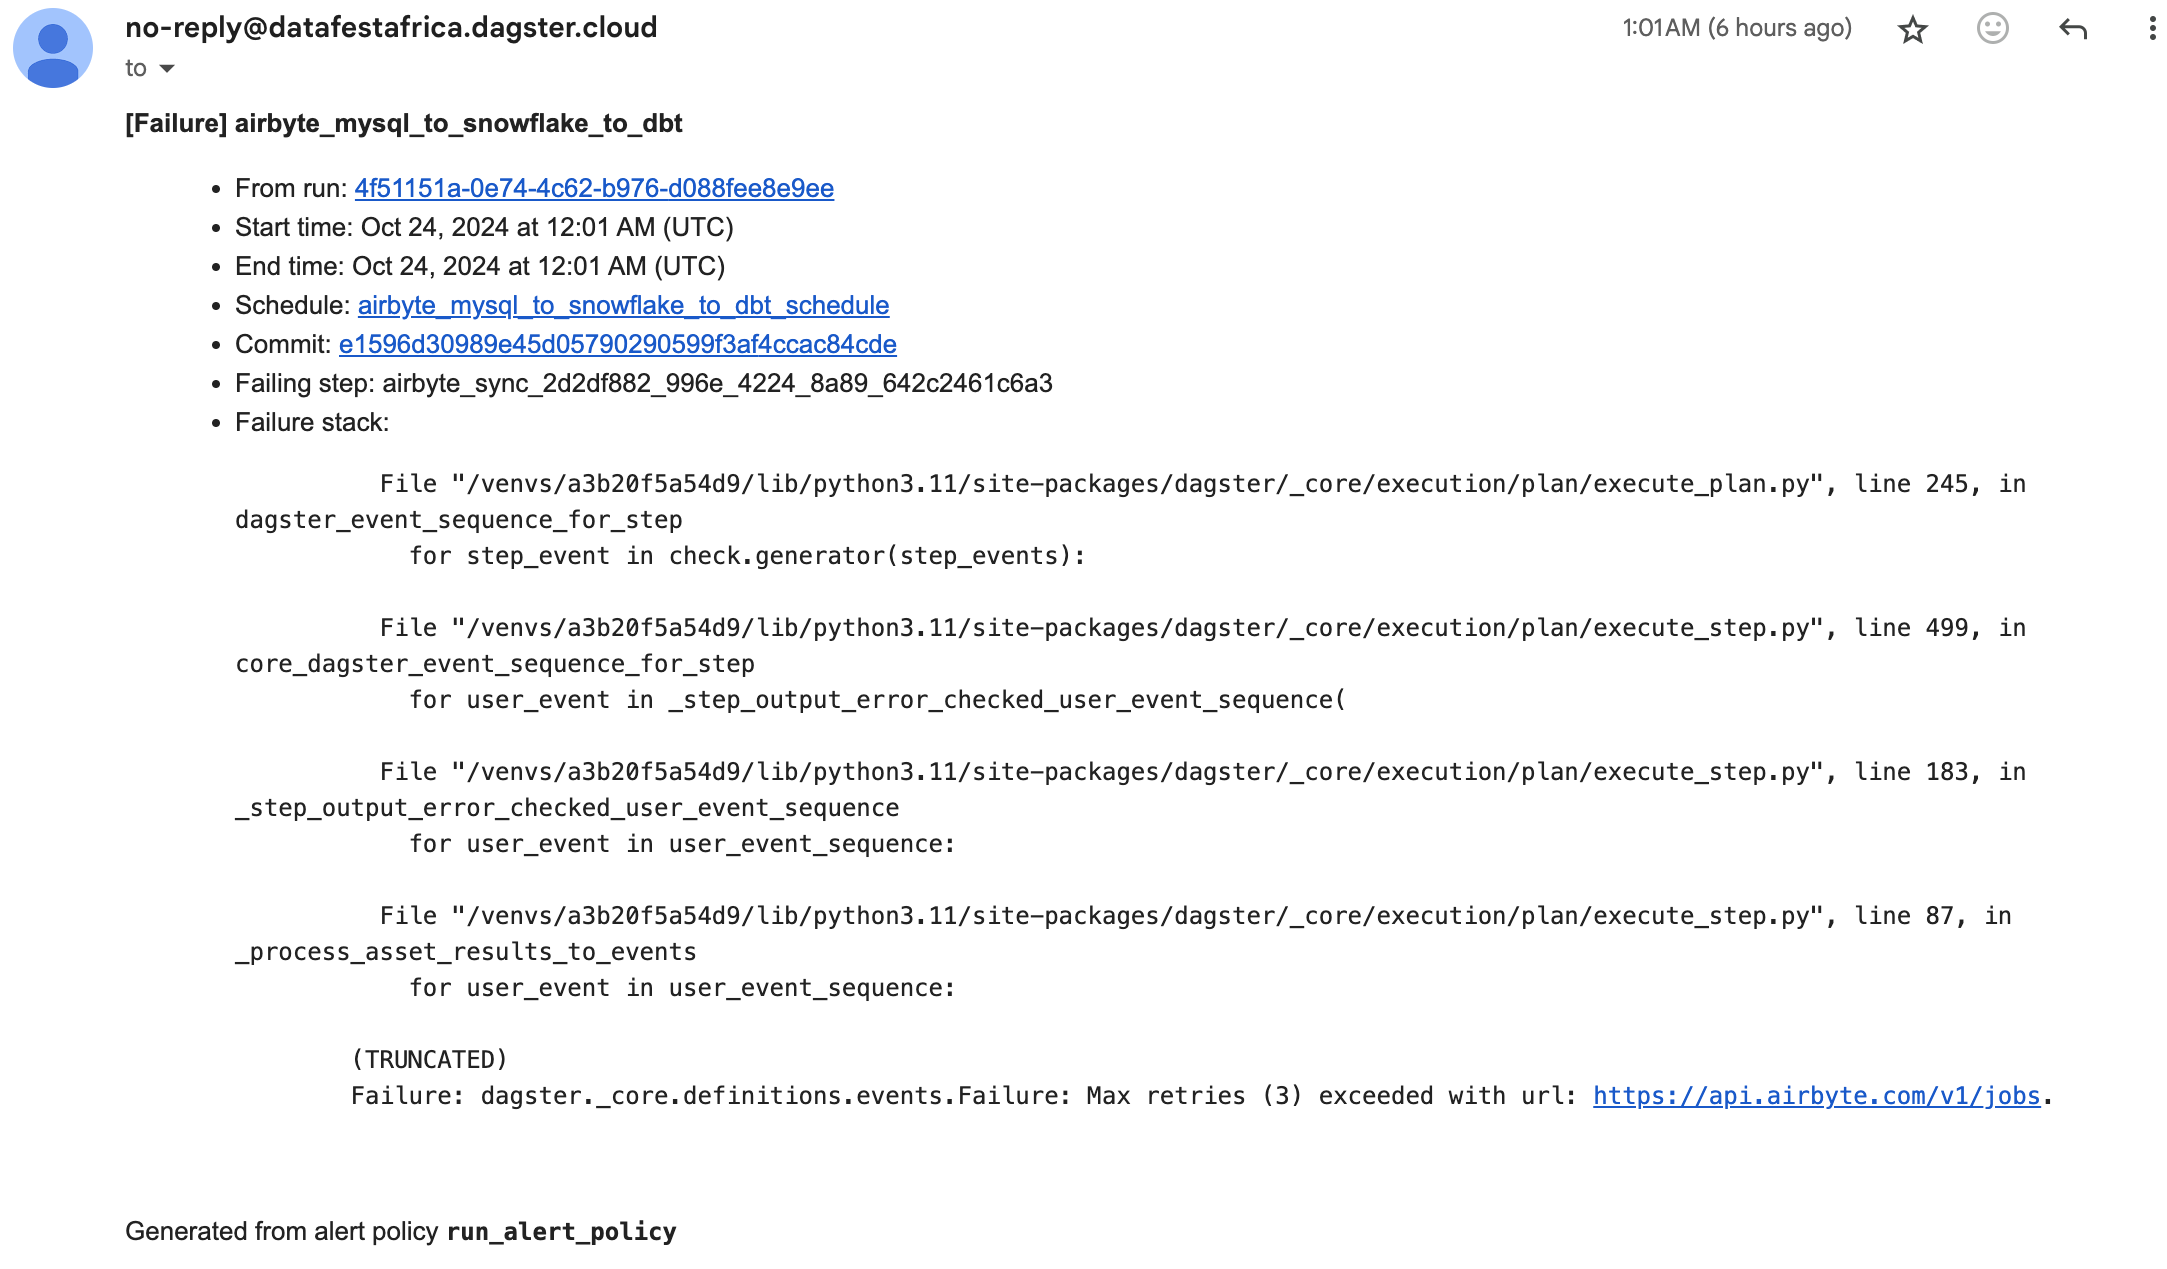 no-reply@datafestafrica.dagster.cloud
1:01 AM (6 hours ago)
to
[Failure] airbyte_mysql_to_snowflake_to_dbt
• From run: 4f51151a-0e74-4c62-b976-d088fee8e9ee
• Start time: Oct 24, 2024 at 12:01 AM (UTC)
• End time: Oct 24, 2024 at 12:01 AM (UTC)
• Schedule: airbyte_mysql_to_snowflake_to_dbt_schedule
• Commit: e1596d30989e45d05790290599f3af4ccac84cde
• Failing step: airbyte_sync_2d2df882_996e_4224_8a89_642c2461c6a3
• Failure stack:
File "/venvs/a3b20f5a54d9/lib/python3.11/site-packages/dagster/_core/execution/plan/execute_plan.py", line 245, in
dagster_event_sequence_for_step
for step_event in check.generator(step_events):
File "/venvs/a3b20f5a54d9/lib/python3.11/site-packages/dagster/_core/execution/plan/execute_step.py", line 499, in
core_dagster_event_sequence_for_step
for user_event in _step_output_error_checked_user_event_sequence(
File "/venvs/a3b20f5a54d9/lib/python3.11/site-packages/dagster/_core/execution/plan/execute_step.py", line 183, in
_step_output_error_checked_user_event_sequence
for user_event in user_event_sequence:
File "/venvs/a3b20f5a54d9/lib/python3.11/site-packages/dagster/_core/execution/plan/execute_step.py", line 87, in
_process_asset_results_to_events
for user_event in user_event_sequence:
(TRUNCATED)
Failure: dagster._core.definitions.events.Failure: Max retries (3) exceeded with url: https://api.airbyte.com/v1/jobs.
Generated from alert policy run_alert_policy